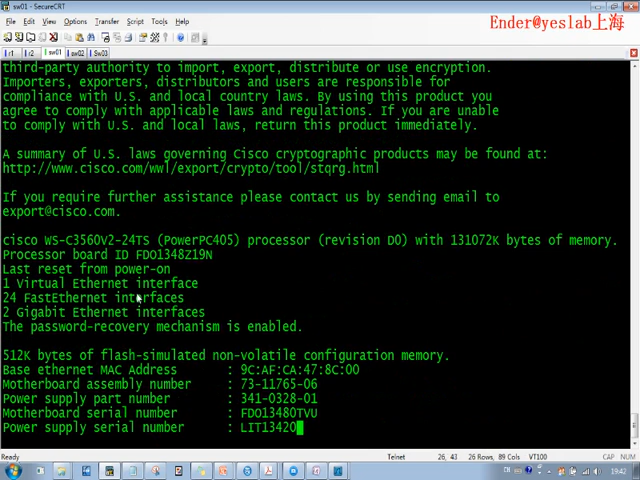 sw01 - SecureCRT
Ender@yeslab上海
File Edit View Options Transfer Script Tools Help
r1 r2 sw01 sw02 Sw03
third-party authority to import, export, distribute or use encryption.
Importers, exporters, distributors and users are responsible for
compliance with U.S. and local country laws. By using this product you
agree to comply with applicable laws and regulations. If you are unable
to comply with U.S. and local laws, return this product immediately.
A summary of U.S. laws governing Cisco cryptographic products may be found at:
http://www.cisco.com/wwl/export/crypto/tool/stqrg.html
If you require further assistance please contact us by sending email to
export@cisco.com.
cisco WS-C3560V2-24TS (PowerPC405) processor (revision D0) with 131072K bytes of memory.
Processor board ID FDO1348Z19N
Last reset from power-on
1 Virtual Ethernet interface
24 FastEthernet interfaces
2 Gigabit Ethernet interfaces
The password-recovery mechanism is enabled.
512K bytes of flash-simulated non-volatile configuration memory.
Base ethernet MAC Address : 9C:AF:CA:47:8C:00
Motherboard assembly number : 73-11765-06
Power supply part number : 341-0328-01
Motherboard serial number : FDO13480TVU
Power supply serial number : LIT13420
Ready Telnet 26, 43 26 Rows, 89 Cols VT100 CAP NUM
EN 19:42